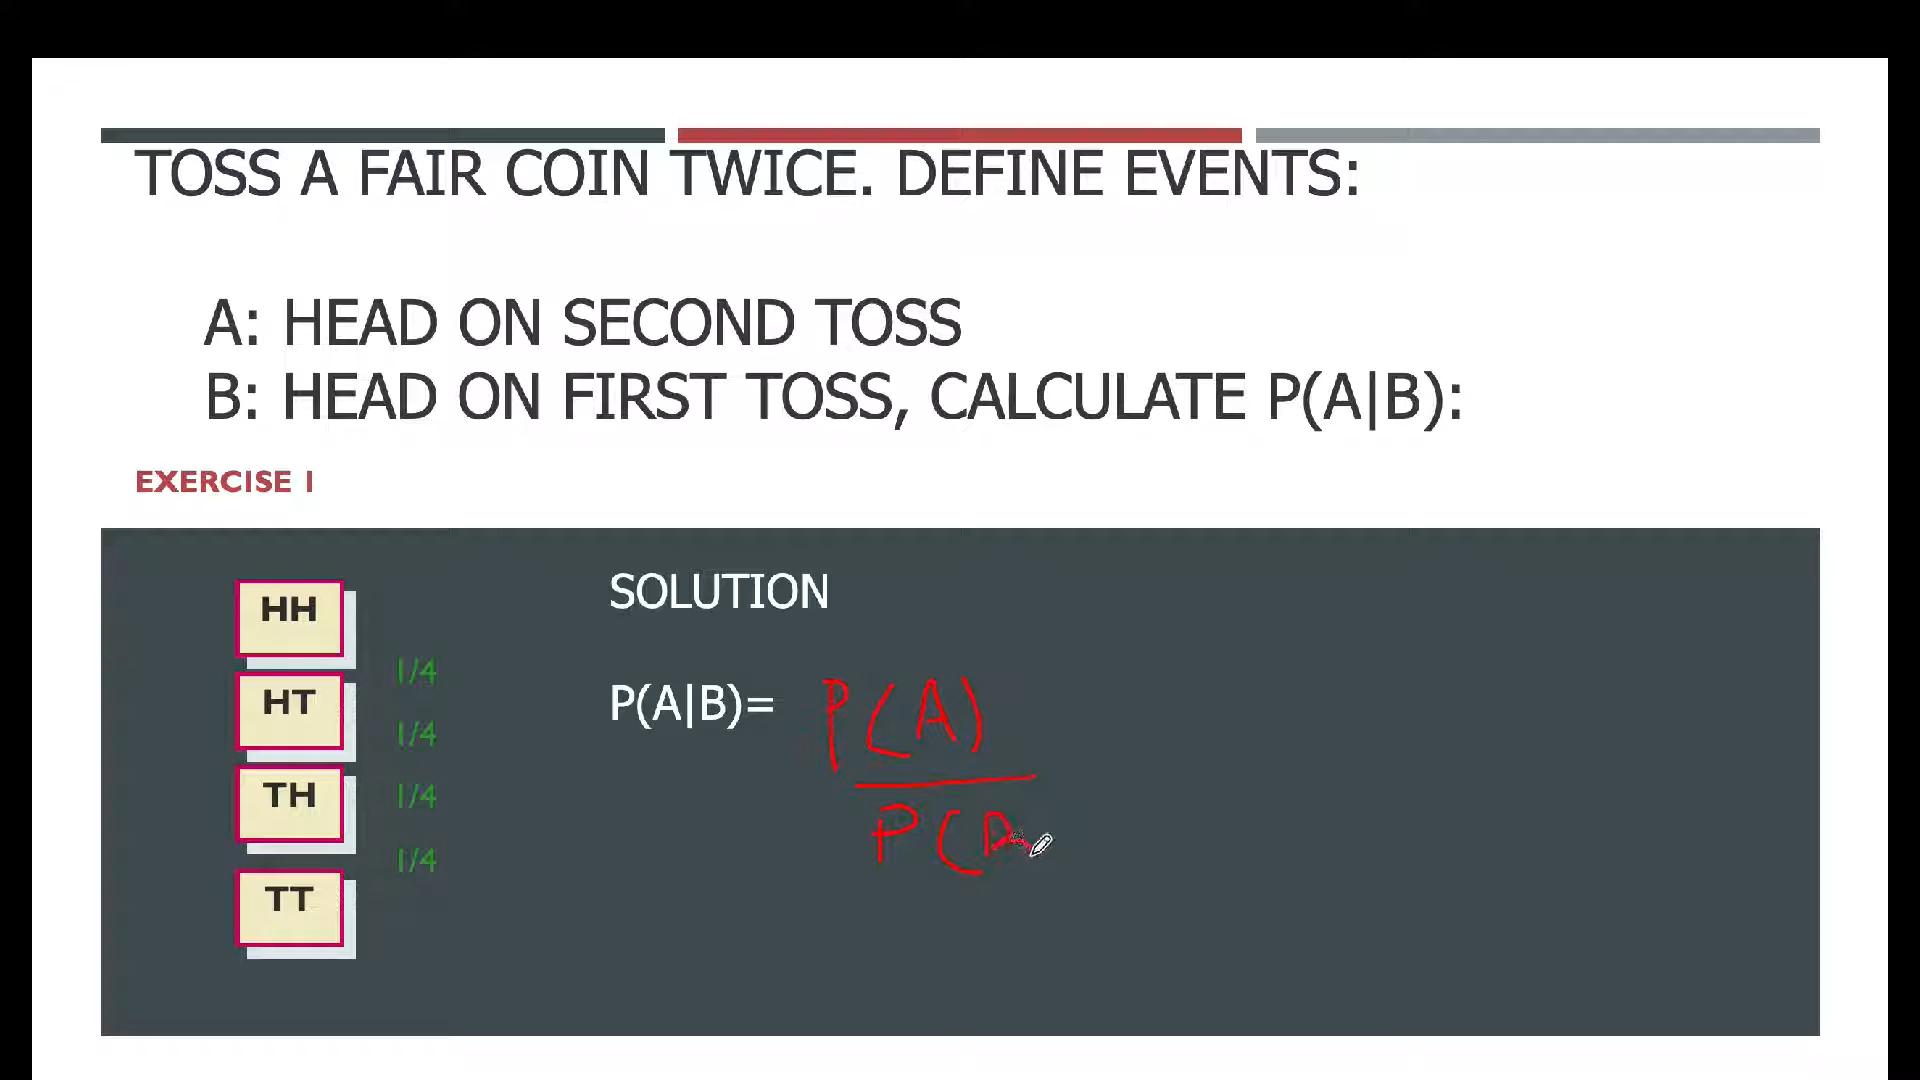 TOSS A FAIR COIN TWICE. DEFINE EVENTS:
A: HEAD ON SECOND TOSS
B: HEAD ON FIRST TOSS, CALCULATE P(A|B):
EXERCISE 1
HH
HT
TH
TT
1/4
1/4
1/4
1/4
SOLUTION
P(A|B)= P(A)
P(A